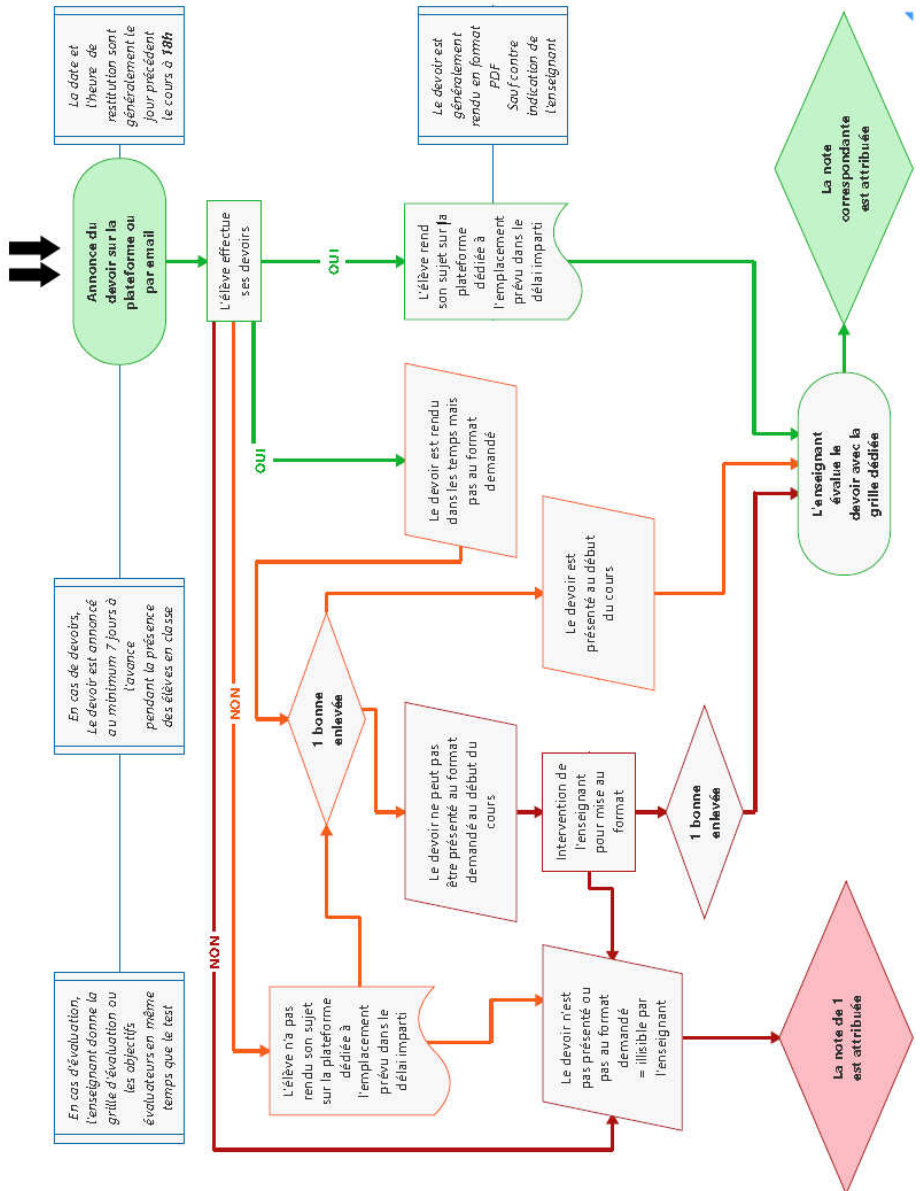 En cas d'évaluation,
l'enseignant donne la
grille d'évaluation ou
les objectifs
évaluateurs en même
temps que le test
En cas de devoirs,
Le devoir est annoncé
au minimum 7 jours à
l'avance
pendant la présence
des élèves en classe
Annonce du
devoir sur la
plateforme ou
par email
La date et
l'heure de
restitution sont
généralement le
jour précédent
le cours à 18h
L'élève effectue
ses devoirs
NON
NON
OUI
OUI
L'élève n'a pas
rendu son sujet
sur la plateforme
dédiée à
l'emplacement
prévu dans le
délai imparti
1 bonne
enlevée
Le devoir est rendu
dans les temps mais
pas au format
demandé
L'élève rend
son sujet sur la
plateforme
dédiée à
l'emplacement
prévu dans le
délai imparti
Le devoir est
généralement
rendu en format
PDF
Sauf contre
indication de
l'enseignant
Le devoir ne peut pas
être présenté au format
demandé au début du
cours
Le devoir est
présenté au début
du cours
Le devoir n'est
pas présenté ou
pas au format
demandé
= illisible par
l'enseignant
Intervention de
l'enseignant
pour mise au
format
1 bonne
enlevée
L'enseignant
évalue le
devoir avec la
grille dédiée
La note de 1
est attribuée
La note
correspondante
est attribuée